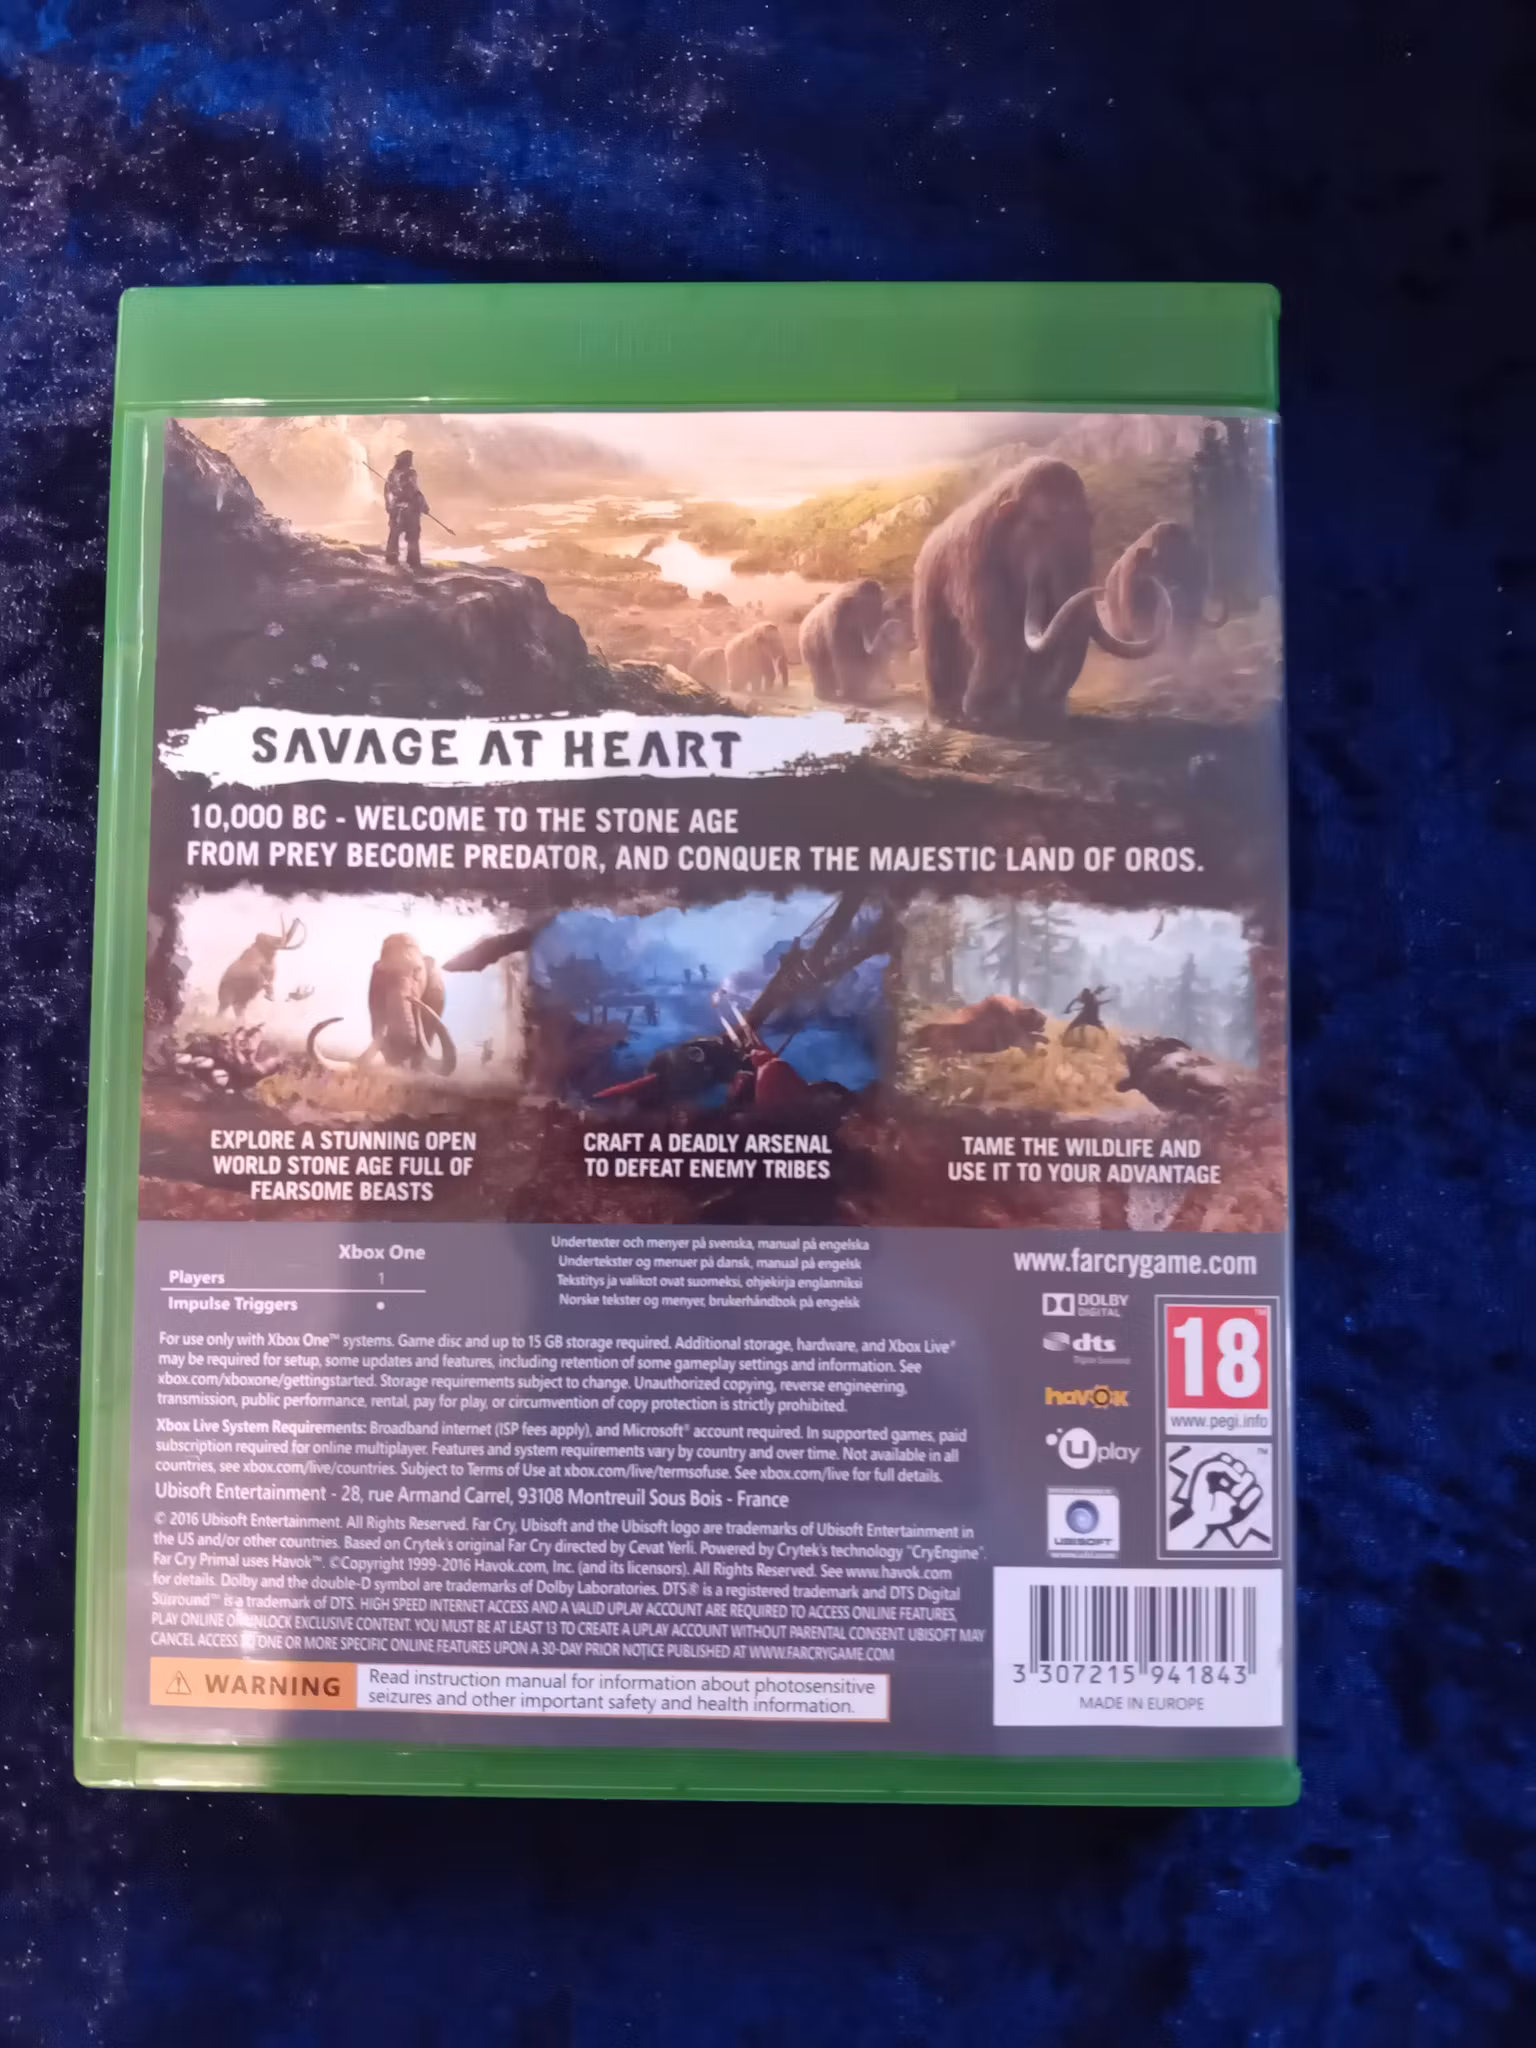 SAVAGE AT HEART
10,000 BC - WELCOME TO THE STONE AGE
FROM PREY BECOME PREDATOR, AND CONQUER THE MAJESTIC LAND OF OROS.
EXPLORE A STUNNING OPEN
WORLD STONE AGE FULL OF
FEARSOME BEASTS
CRAFT A DEADLY ARSENAL
TO DEFEAT ENEMY TRIBES
TAME THE WILDLIFE AND
USE IT TO YOUR ADVANTAGE
Xbox One
Players 1
Impulse Triggers •
Undertexter och menyer på svenska, manual på engelska
Undertekster og menuer på dansk, manual på engelsk
Tekstitys ja valikot ovat suomeksi, ohjekirja englanniksi
Norske tekster og menyer, brukerhåndbok på engelsk
www.farcrygame.com
For use only with Xbox One™ systems. Game disc and up to 15 GB storage required. Additional storage, hardware, and Xbox Live®
may be required for setup, some updates and features, including retention of some gameplay settings and information. See
xbox.com/xboxone/gettingstarted. Storage requirements subject to change. Unauthorized copying, reverse engineering,
transmission, public performance, rental, pay for play, or circumvention of copy protection is strictly prohibited.
Xbox Live System Requirements: Broadband internet (ISP fees apply), and Microsoft® account required. In supported games, paid
subscription required for online multiplayer. Features and system requirements vary by country and over time. Not available in all
countries, see xbox.com/live/countries. Subject to Terms of Use at xbox.com/live/termsofuse. See xbox.com/live for full details.
Ubisoft Entertainment - 28, rue Armand Carrel, 93108 Montreuil Sous Bois - France
© 2016 Ubisoft Entertainment. All Rights Reserved. Far Cry, Ubisoft and the Ubisoft logo are trademarks of Ubisoft Entertainment in
the US and/or other countries. Based on Crytek's original Far Cry directed by Cevat Yerli. Powered by Crytek's technology "CryEngine".
Far Cry Primal uses Havok™. ©Copyright 1999-2016 Havok.com, Inc. (and its licensors). All Rights Reserved. See www.havok.com
for details. Dolby and the double-D symbol are trademarks of Dolby Laboratories. DTS® is a registered trademark and DTS Digital
Surround™ is a trademark of DTS. HIGH SPEED INTERNET ACCESS AND A VALID UPLAY ACCOUNT ARE REQUIRED TO ACCESS ONLINE FEATURES,
PLAY ONLINE OR UNLOCK EXCLUSIVE CONTENT. YOU MUST BE AT LEAST 13 TO CREATE A UPLAY ACCOUNT WITHOUT PARENTAL CONSENT. UBISOFT MAY
CANCEL ACCESS TO ONE OR MORE SPECIFIC ONLINE FEATURES UPON A 30-DAY PRIOR NOTICE PUBLISHED AT WWW.FARCRYGAME.COM
WARNING
Read instruction manual for information about photosensitive
seizures and other important safety and health information.
DOLBY
DIGITAL
dts
Digital Surround
havok
uplay
UBISOFT
18
™
www.pegi.info
™
3 307215 941843
MADE IN EUROPE